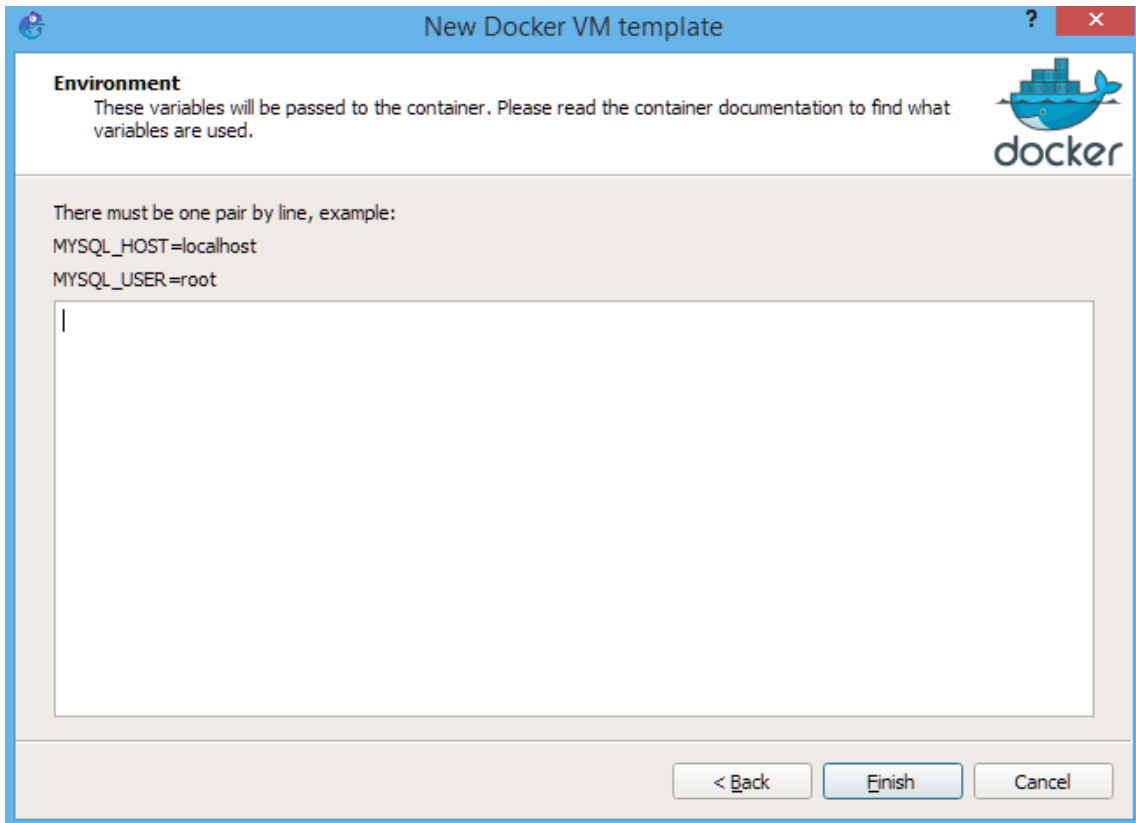 New Docker VM template
?
Environment
These variables will be passed to the container. Please read the container documentation to find what
variables are used.
docker
There must be one pair by line, example:
MYSQL_HOST=localhost
MYSQL_USER=root
< Back
Finish
Cancel